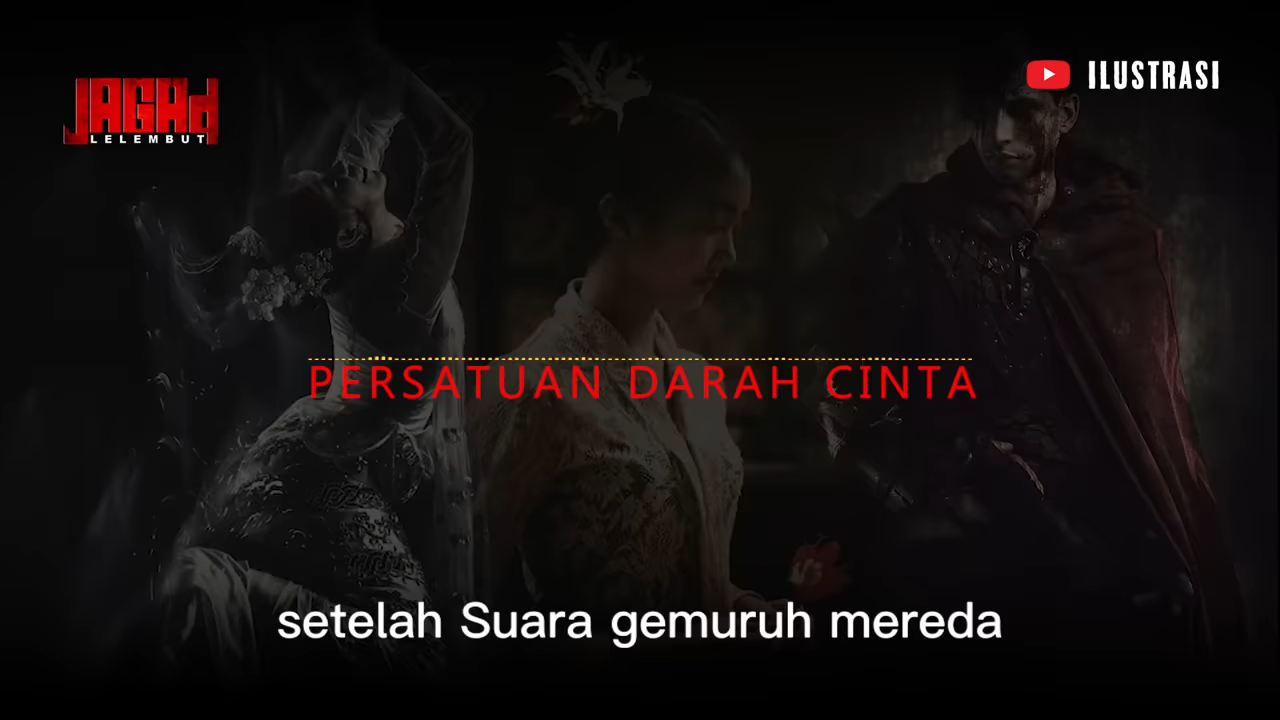 JAGAd
LELEMBUT
ILUSTRASI
PERSATUAN DARAH CINTA
setelah Suara gemuruh mereda